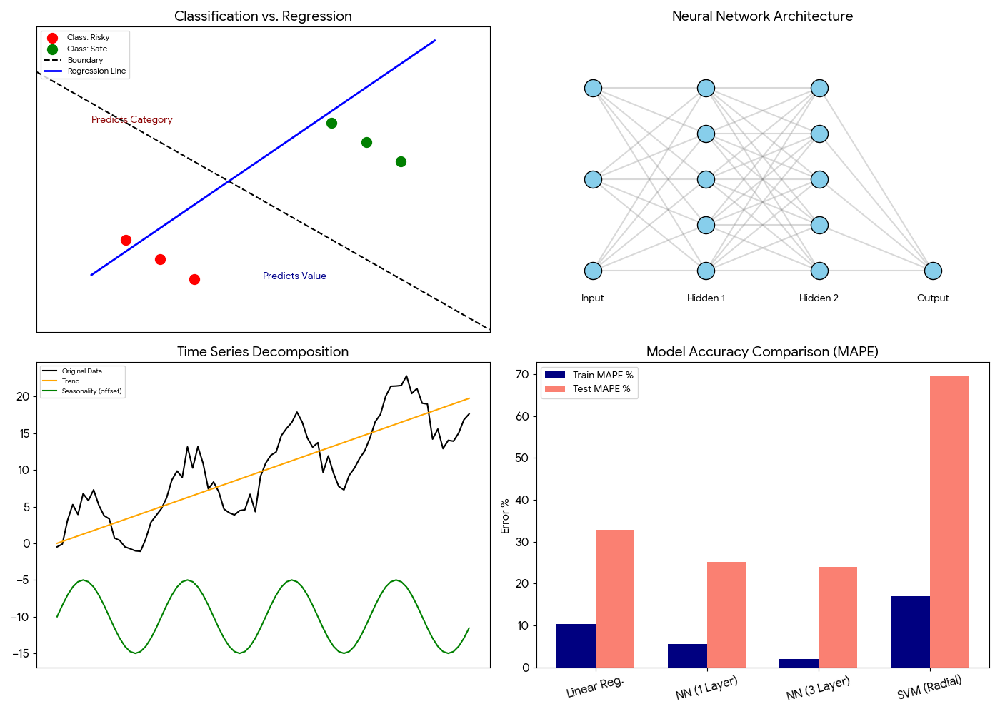 Classification vs. Regression
Class: Risky
Class: Safe
Boundary
Regression Line
Predicts Category
Predicts Value
Neural Network Architecture
Input
Hidden 1
Hidden 2
Output
Time Series Decomposition
Original Data
Trend
Seasonality (offset)
20
15
10
5
0
−5
−10
−15
Model Accuracy Comparison (MAPE)
Train MAPE %
Test MAPE %
Error %
70
60
50
40
30
20
10
0
Linear Reg.
NN (1 Layer)
NN (3 Layer)
SVM (Radial)